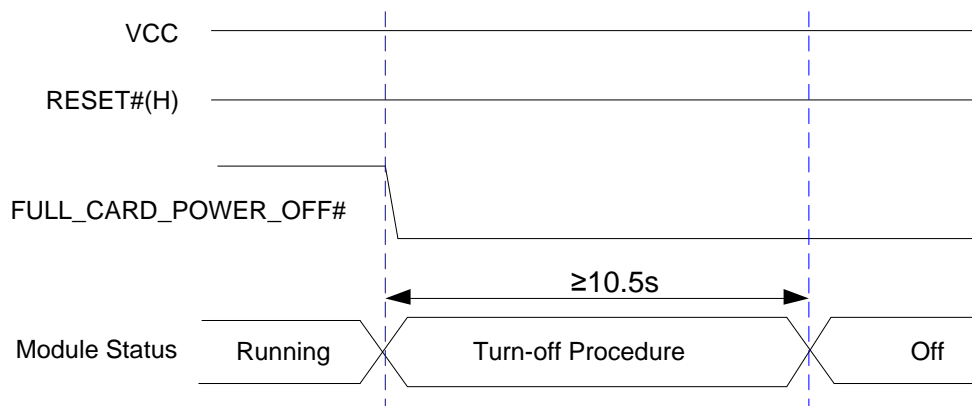 VCC
RESET#(H)
FULL_CARD_POWER_OFF#
≥10.5s
Module Status
Running
Turn-off Procedure
Off